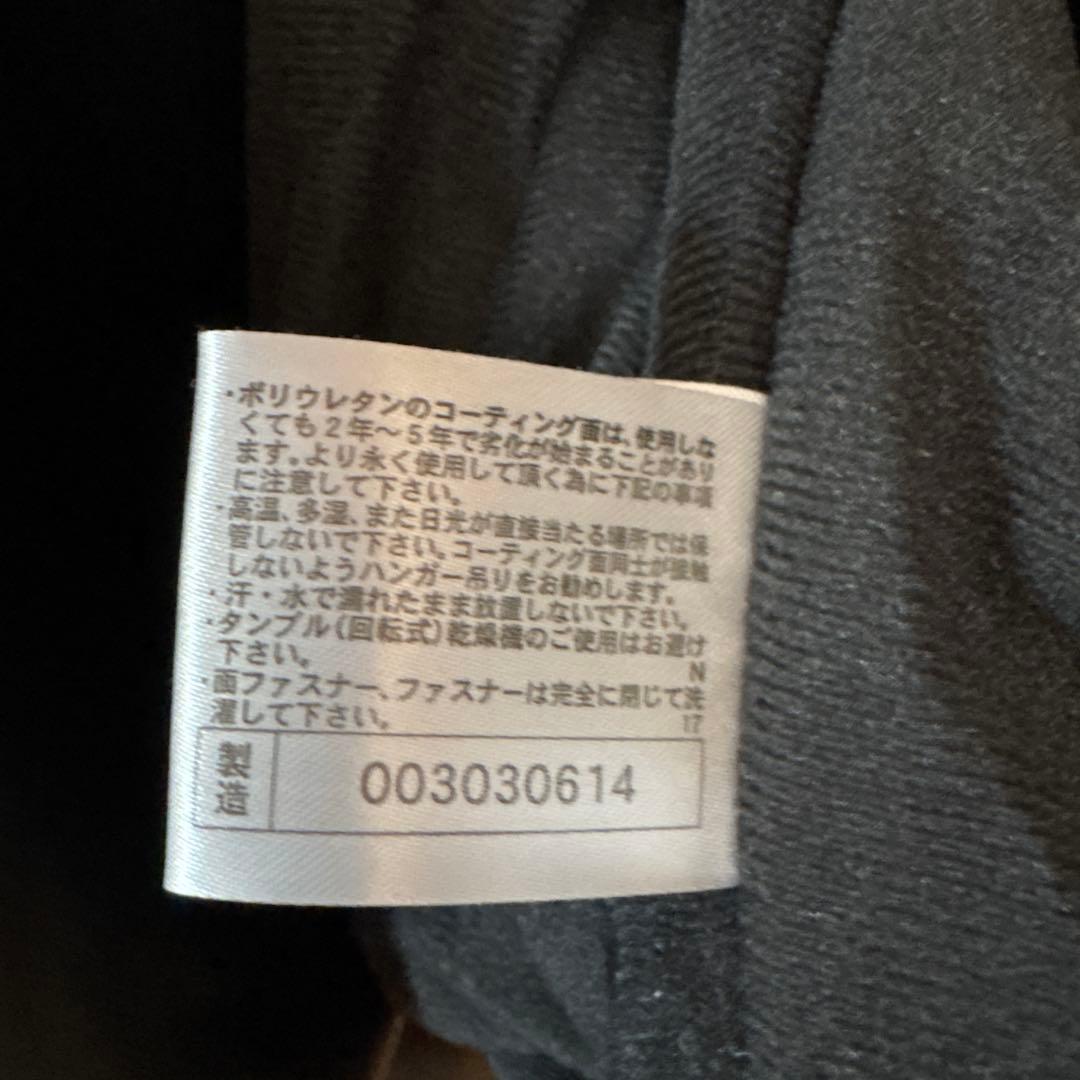 ・ポリウレタンのコーティング面は、使用しな
くても2年～5年で劣化が始まることがあり
ます。より永く使用して頂く為に下記の事項
に注意して下さい。
・高温、多湿、また日光が直接当たる場所では保
管しないで下さい。コーティング面同士が接触
しないようハンガー吊りをお勧めします。
・汗・水で濡れたまま放置しないで下さい。
・タンブル(回転式)乾燥機のご使用はお避け
下さい。
N
・面ファスナー、ファスナーは完全に閉じて洗
濯して下さい。
17
製造
003030614